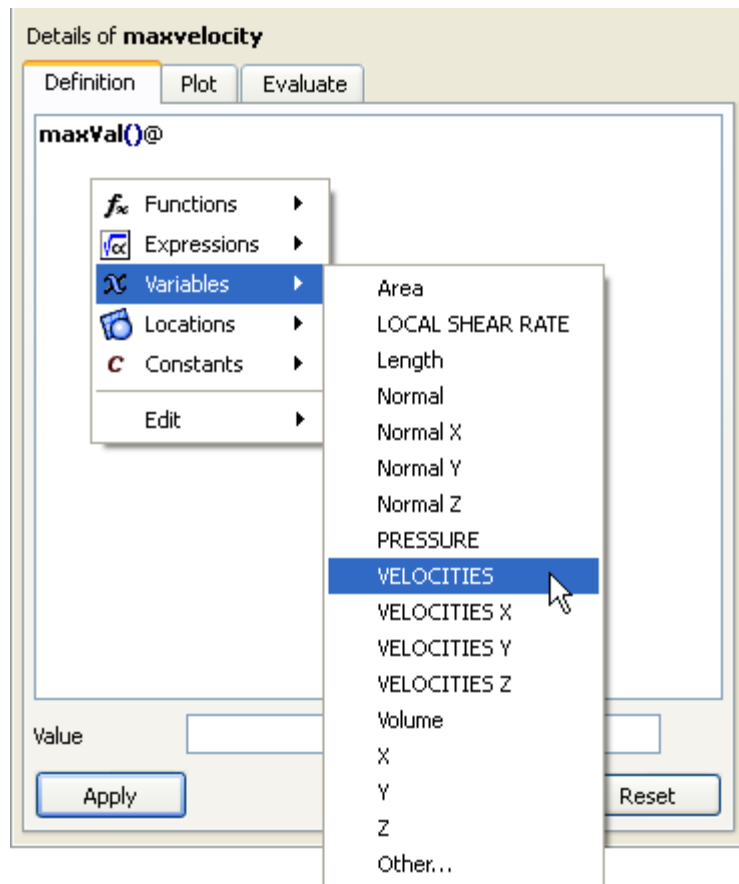 Details of maxvelocity
Definition Plot Evaluate
maxVal()@
fx Functions
√α Expressions
x Variables
Locations
C Constants
Edit
Area
LOCAL SHEAR RATE
Length
Normal
Normal X
Normal Y
Normal Z
PRESSURE
VELOCITIES
VELOCITIES X
VELOCITIES Y
VELOCITIES Z
Volume
X
Y
Z
Other...
Value
Apply Reset